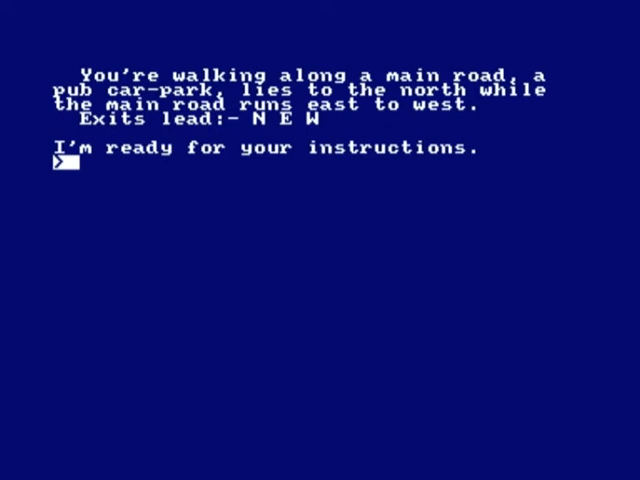 You're walking along a main road, a
pub car-park, lies to the north while
the main road runs east to west.
Exits lead:- N E W
I'm ready for your instructions.
>